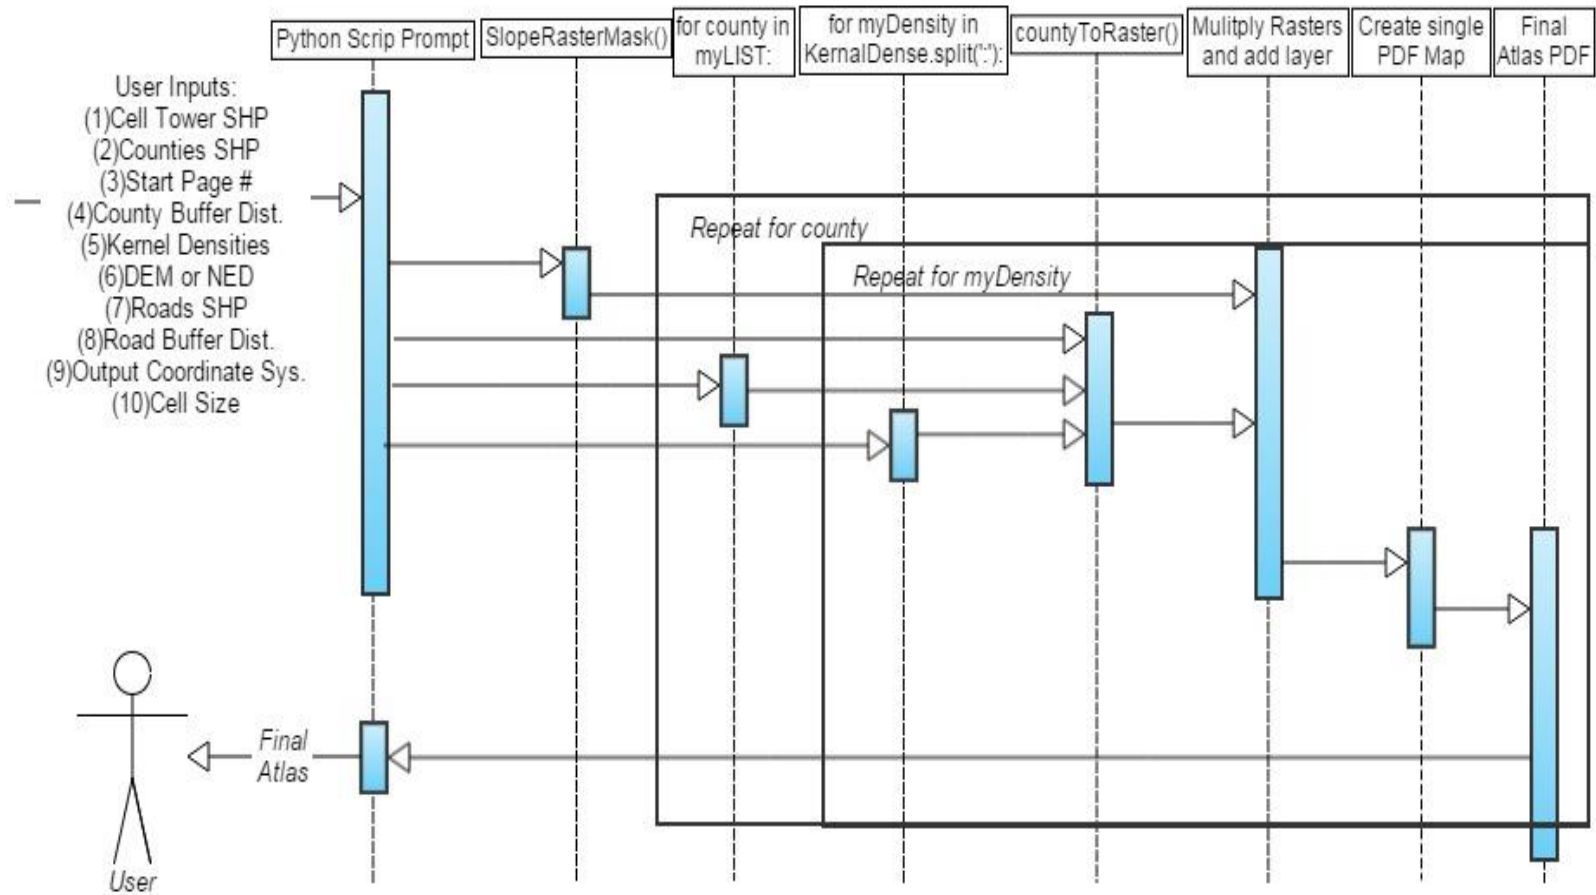 Python Scrip Prompt
SlopeRasterMask()
for county in
myLIST:
for myDensity in
KernalDense.split(':'):
countyToRaster()
Mulitply Rasters
and add layer
Create single
PDF Map
Final
Atlas PDF
User Inputs:
(1)Cell Tower SHP
(2)Counties SHP
(3)Start Page #
(4)County Buffer Dist.
(5)Kernel Densities
(6)DEM or NED
(7)Roads SHP
(8)Road Buffer Dist.
(9)Output Coordinate Sys.
(10)Cell Size
Repeat for county
Repeat for myDensity
Final
Atlas
User